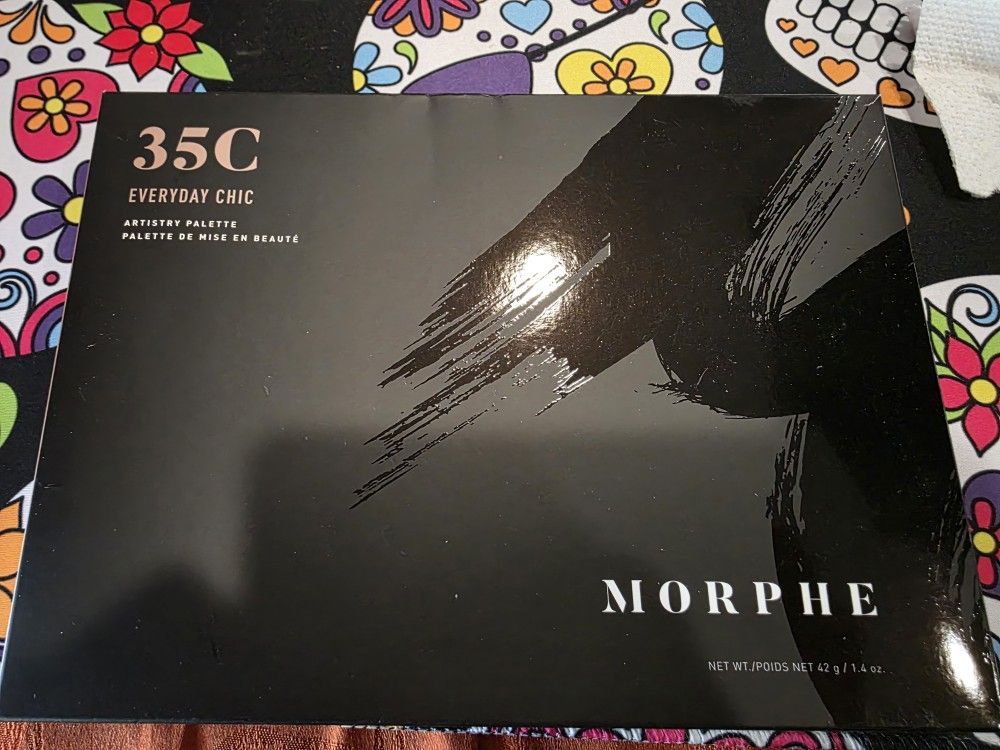 35C
EVERYDAY CHIC
ARTISTRY PALETTE
PALETTE DE MISE EN BEAUTÉ
MORPHE
NET WT./POIDS NET 42 g / 1.4 oz.